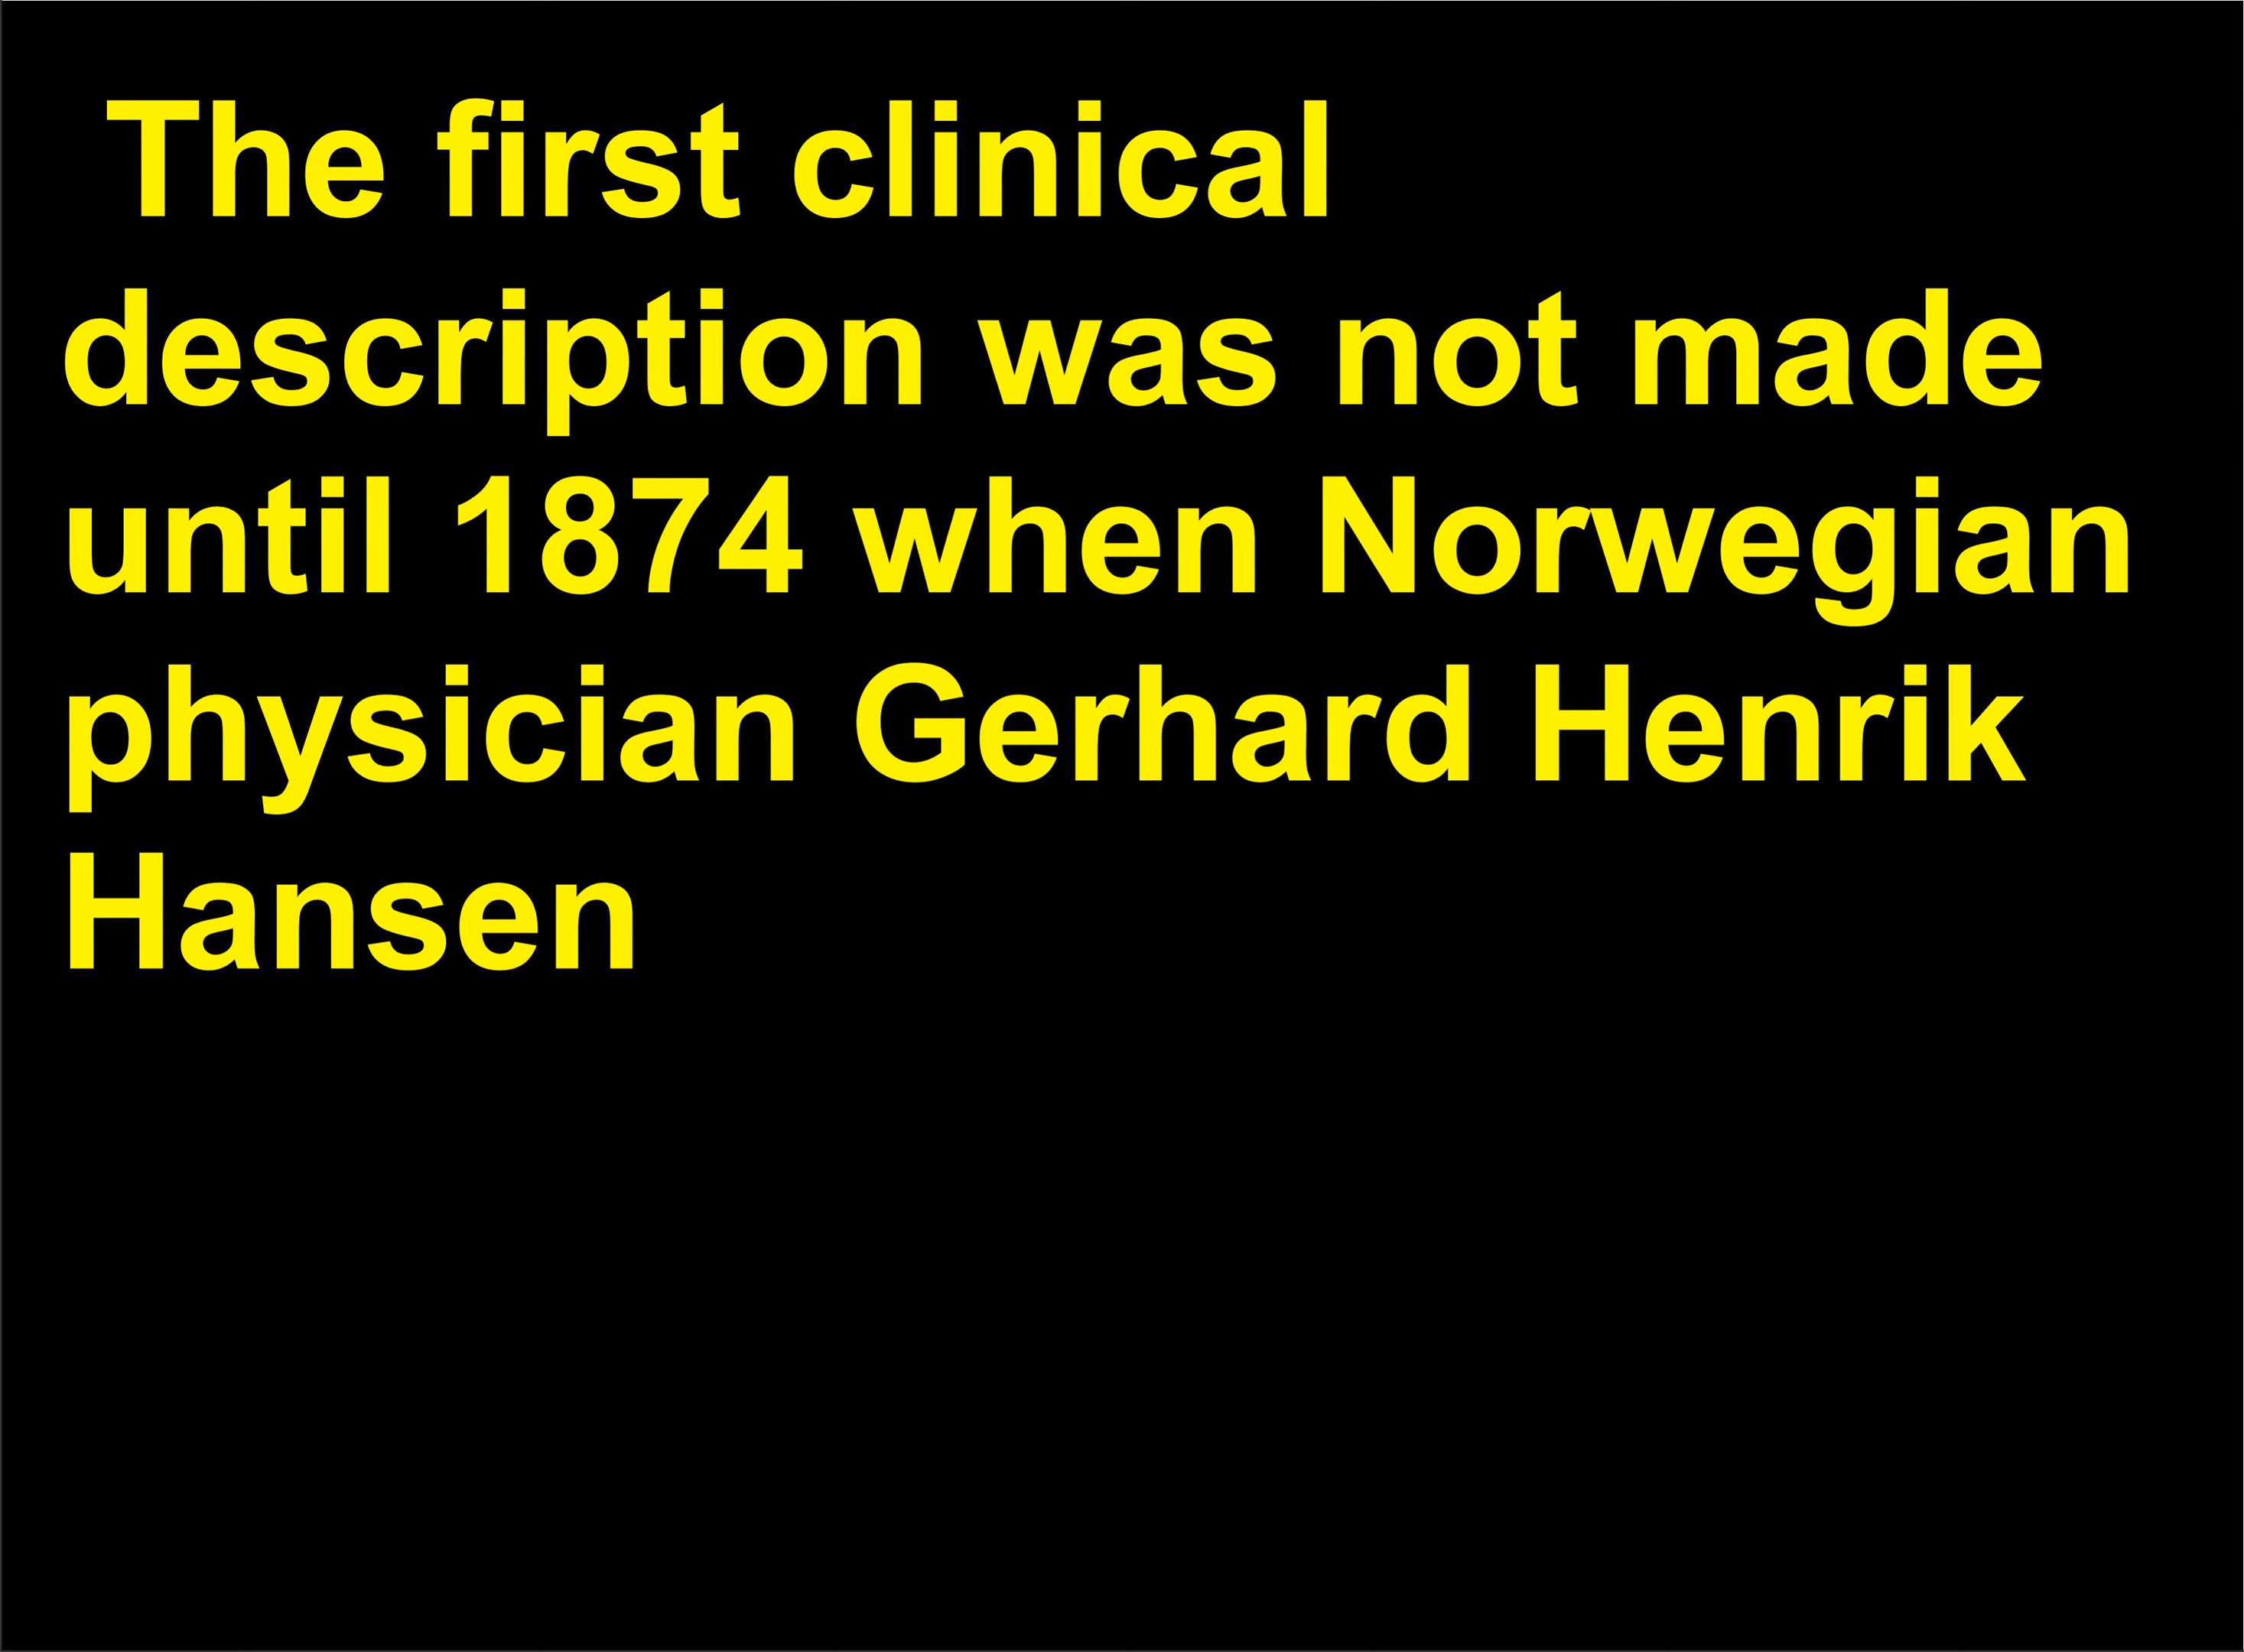 The first clinical
description was not made
until 1874 when Norwegian
physician Gerhard Henrik
Hansen